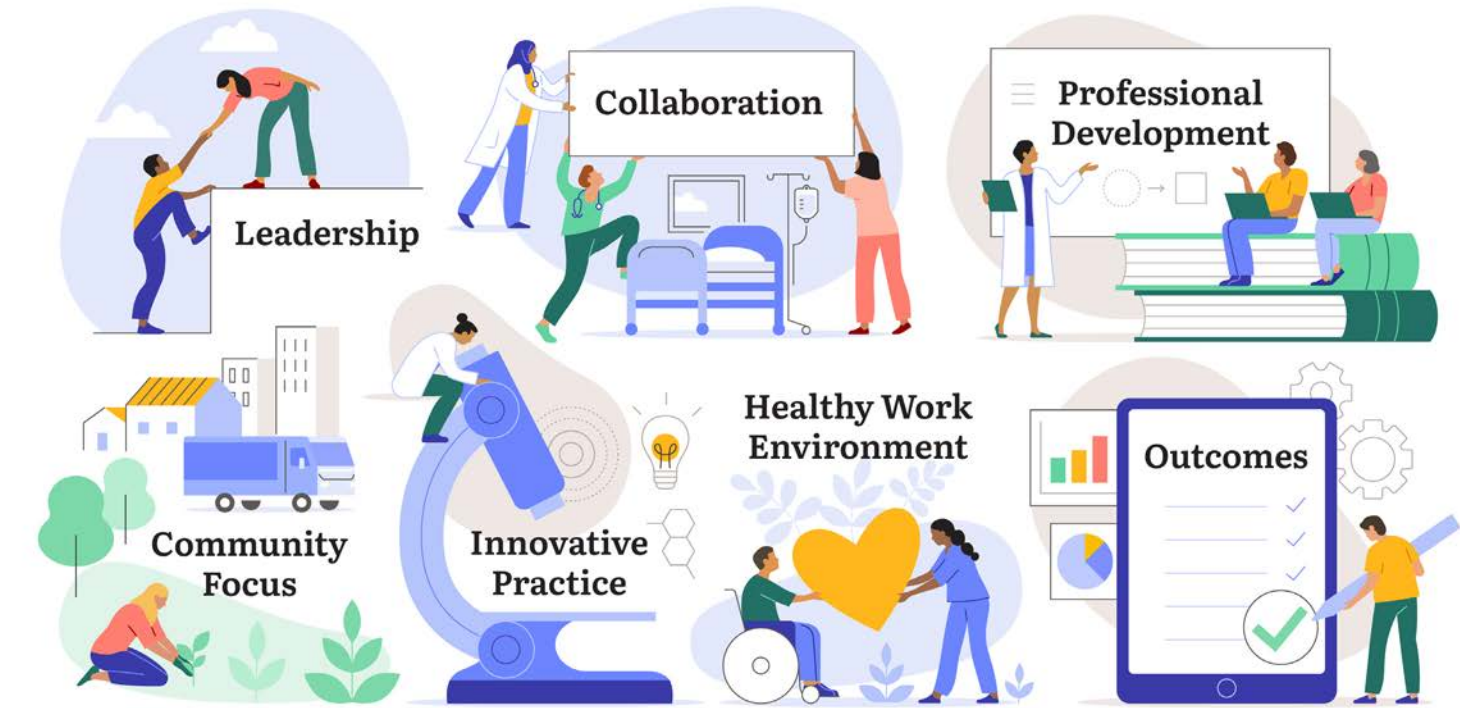 Leadership
Collaboration
Professional
Development
Community
Focus
Innovative
Practice
Healthy Work
Environment
Outcomes